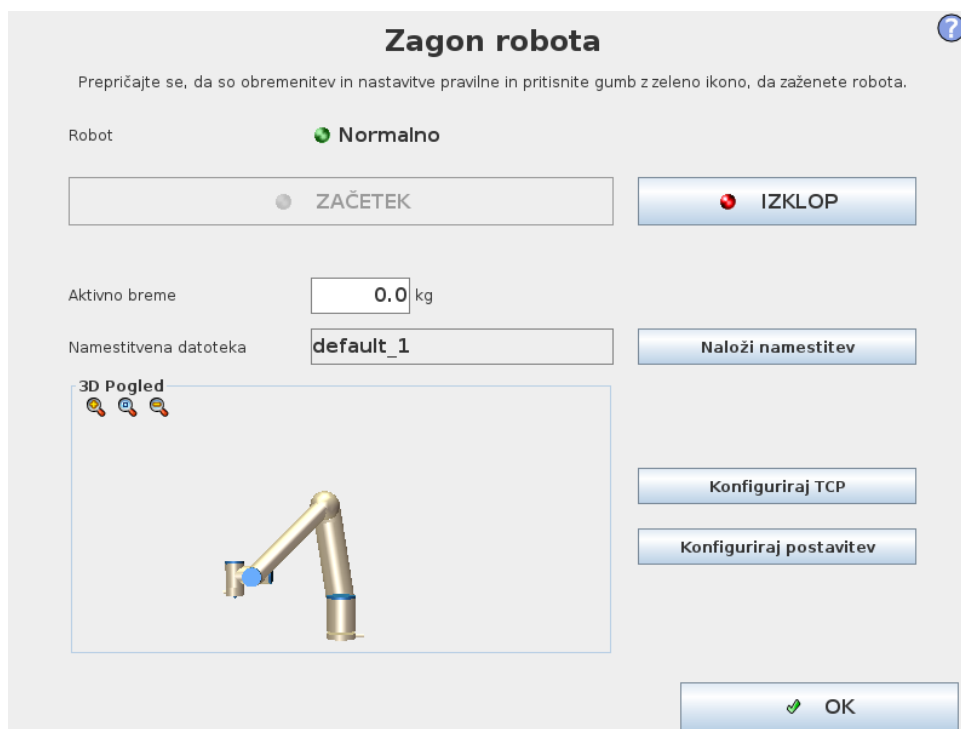 Zagon robota
?
Prepričajte se, da so obremenitev in nastavitve pravilne in pritisnite gumb z zeleno ikono, da zaženete robota.
Robot
Normalno
ZAČETEK
IZKLOP
Aktivno breme
0.0 kg
Namestitvena datoteka
default_1
Naloži namestitev
3D Pogled
Konfiguriraj TCP
Konfiguriraj postavitev
OK